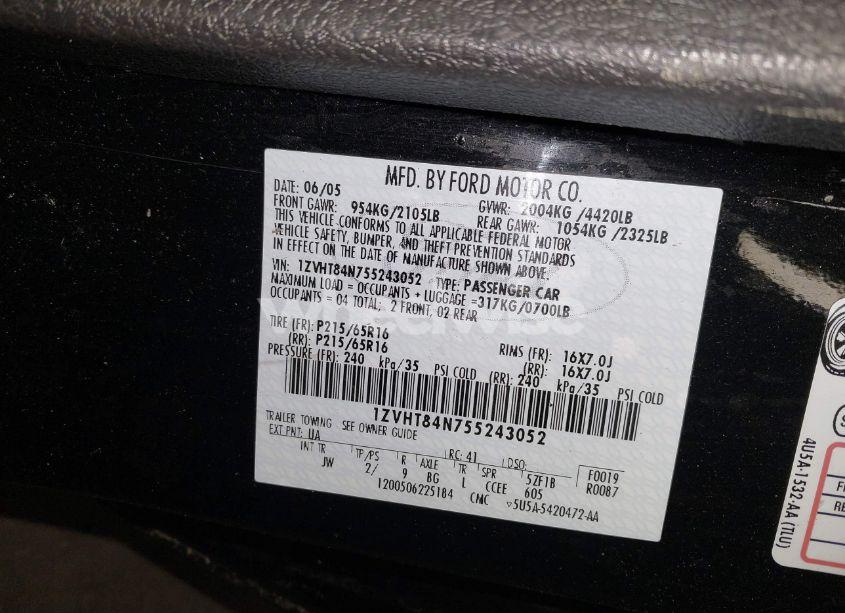 MFD. BY FORD MOTOR CO.
DATE: 06/05 GVWR: 2004KG /4420LB
FRONT GAWR: 954KG/2105LB REAR GAWR: 1054KG /2325LB
THIS VEHICLE CONFORMS TO ALL APPLICABLE FEDERAL MOTOR
VEHICLE SAFETY, BUMPER, AND THEFT PREVENTION STANDARDS
IN EFFECT ON THE DATE OF MANUFACTURE SHOWN ABOVE.
VIN: 1ZVHT84N755243052 TYPE: PASSENGER CAR
MAXIMUM LOAD = OCCUPANTS + LUGGAGE =317KG/0700LB
OCCUPANTS = 04 TOTAL: 2 FRONT, 02 REAR
TIRE (FR): P215/65R16 RIMS (FR): 16X7.0J
(RR): P215/65R16 (RR): 16X7.0J
PRESSURE (FR): 240 kPa/35 PSI COLD (RR): 240 kPa/35 PSI COLD
1ZVHT84N755243052
TRAILER TOWING SEE OWNER GUIDE
EXT PNT: UA RC: 41 DSO:
INT TR TP/PS R AXLE TR SPR 5ZF1B F0019
JW 2/ 9 BG L CCEE 605 R0087
1200506225184 CMC ▿5U5A-5420472-AA
4U5A-1532-AA (TLU)